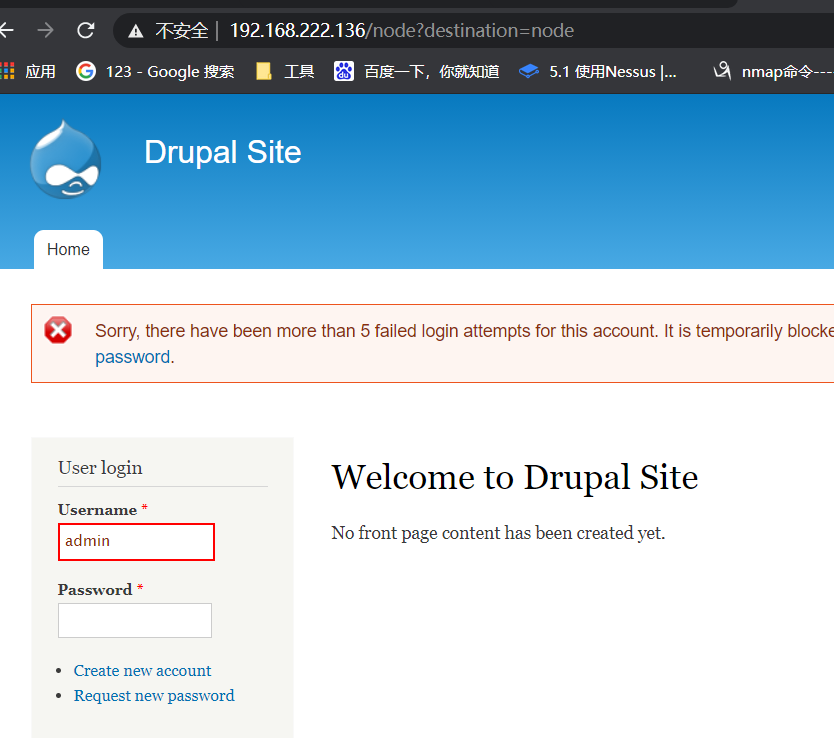 不安全 | 192.168.222.136/node?destination=node
应用 123 - Google 搜索 工具 百度一下，你就知道 5.1 使用Nessus |... nmap命令----
Drupal Site
Home
Sorry, there have been more than 5 failed login attempts for this account. It is temporarily blocke
password.
User login
Welcome to Drupal Site
Username *
admin
No front page content has been created yet.
Password *
Create new account
Request new password